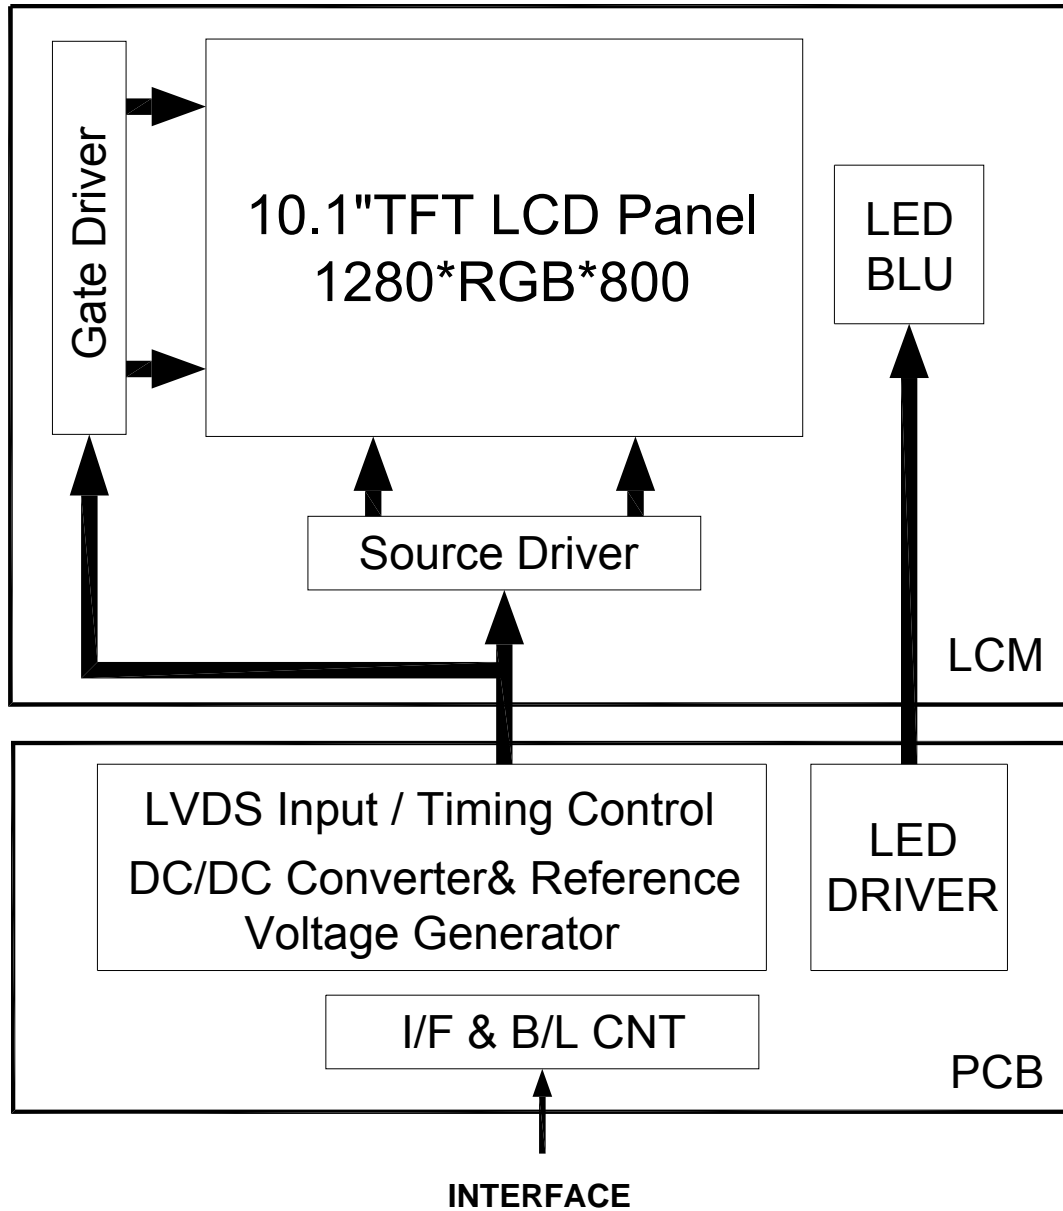 Gate Driver
10.1"TFT LCD Panel
1280*RGB*800
LED
BLU
Source Driver
LCM
LVDS Input / Timing Control
DC/DC Converter& Reference
Voltage Generator
LED
DRIVER
I/F & B/L CNT
PCB
INTERFACE